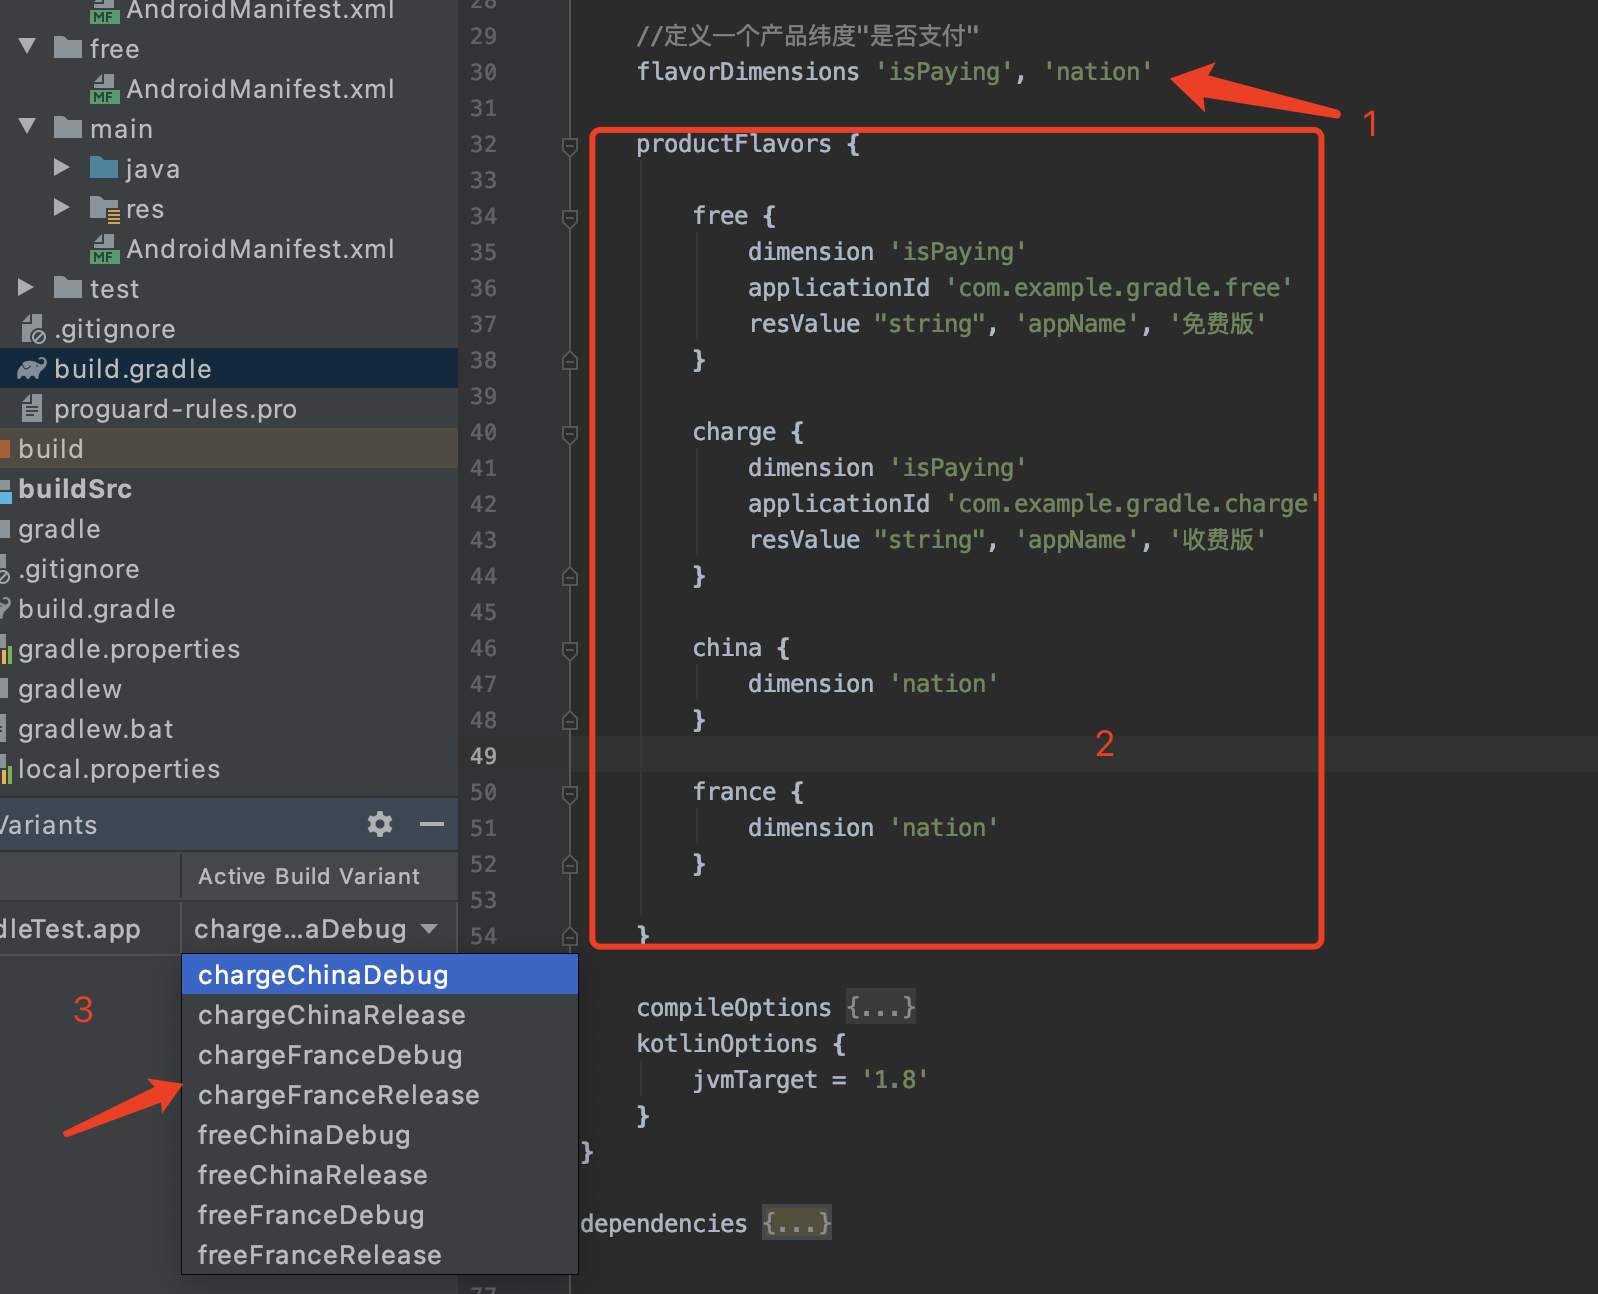 AndroidManifest.xml
free
AndroidManifest.xml
main
java
res
AndroidManifest.xml
test
.gitignore
build.gradle
proguard-rules.pro
build
buildSrc
gradle
.gitignore
build.gradle
gradle.properties
gradlew
gradlew.bat
local.properties
Variants
Active Build Variant
dleTest.app
charge...aDebug
3
chargeChinaDebug
chargeChinaRelease
chargeFranceDebug
chargeFranceRelease
freeChinaDebug
freeChinaRelease
freeFranceDebug
freeFranceRelease
28
29 //定义一个产品纬度"是否支付"
30 flavorDimensions 'isPaying', 'nation'
1
31
32 productFlavors {
33
34 free {
35 dimension 'isPaying'
36 applicationId 'com.example.gradle.free'
37 resValue "string", 'appName', '免费版'
38 }
39
40 charge {
41 dimension 'isPaying'
42 applicationId 'com.example.gradle.charge'
43 resValue "string", 'appName', '收费版'
44 }
45
46 china {
47 dimension 'nation'
48 }
2
49
50 france {
51 dimension 'nation'
52 }
53
54 }
compileOptions {...}
kotlinOptions {
jvmTarget = '1.8'
}
}
dependencies {...}
77